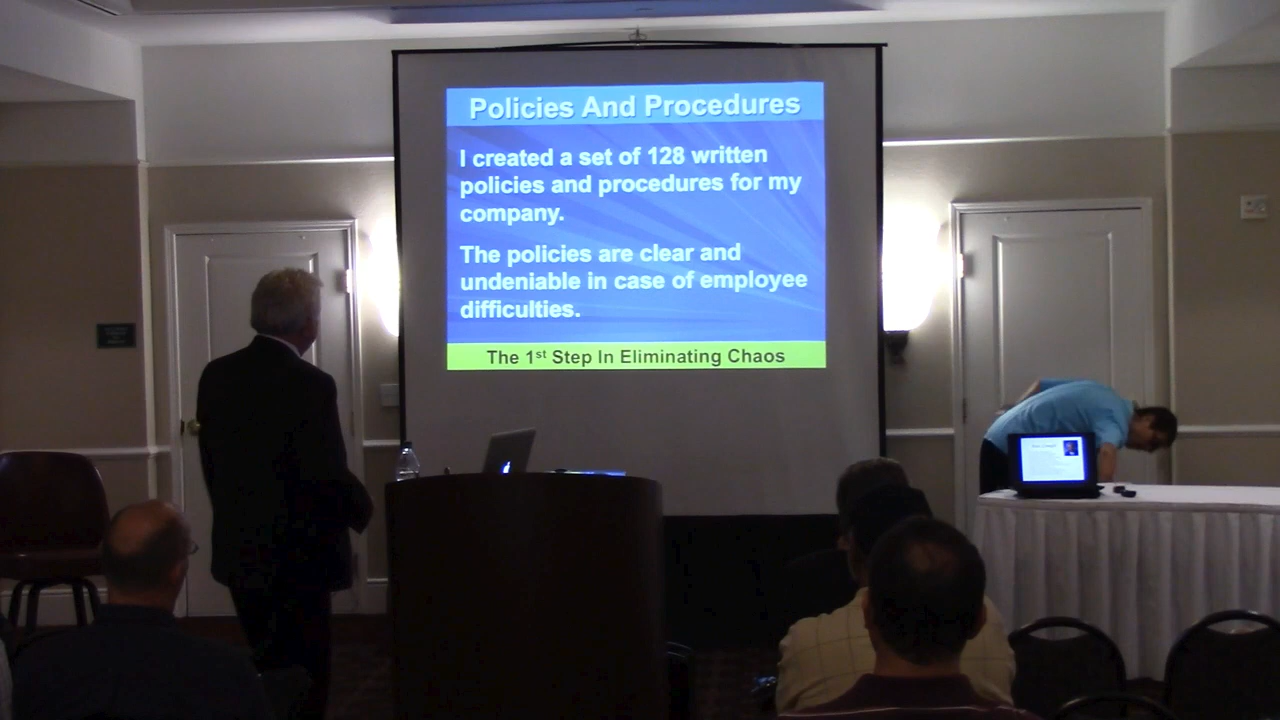 Policies And Procedures
I created a set of 128 written
policies and procedures for my
company.
The policies are clear and
undeniable in case of employee
difficulties.
The 1st Step In Eliminating Chaos